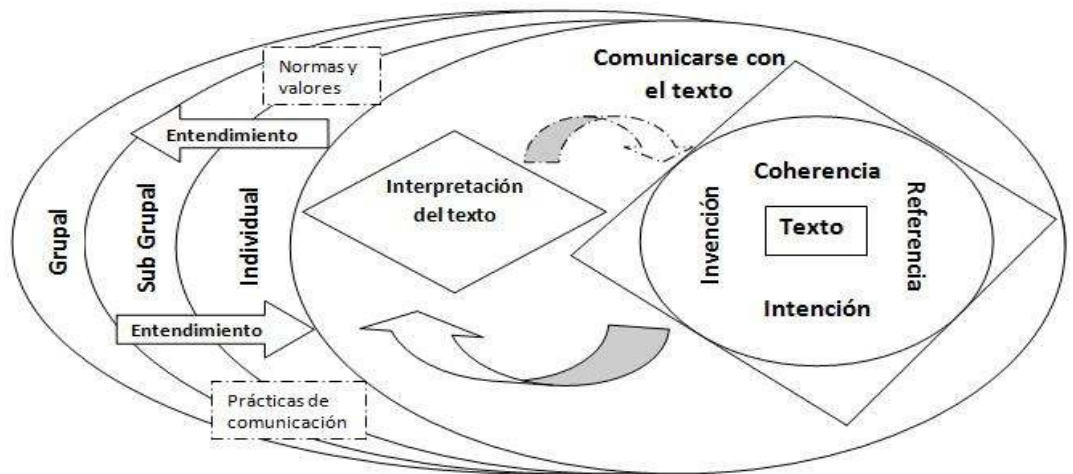 Normas y
valores
Comunicarse con
el texto
Entendimiento
Interpretación
del texto
Coherencia
Invención
Texto
Referencia
Intención
Grupal
Sub Grupal
Individual
Entendimiento
Prácticas de
comunicación